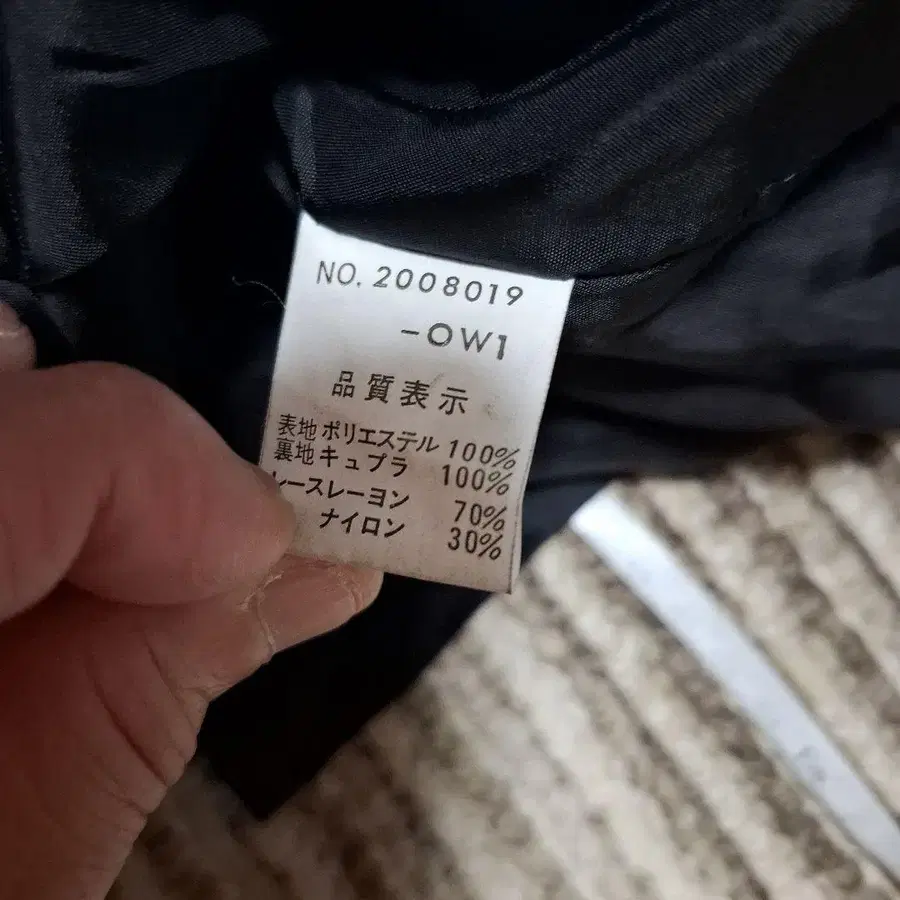 NO. 2008019
-OW1
品質表示
表地 ポリエステル 100%
裏地 キュプラ 100%
レースレーヨン 70%
ナイロン 30%